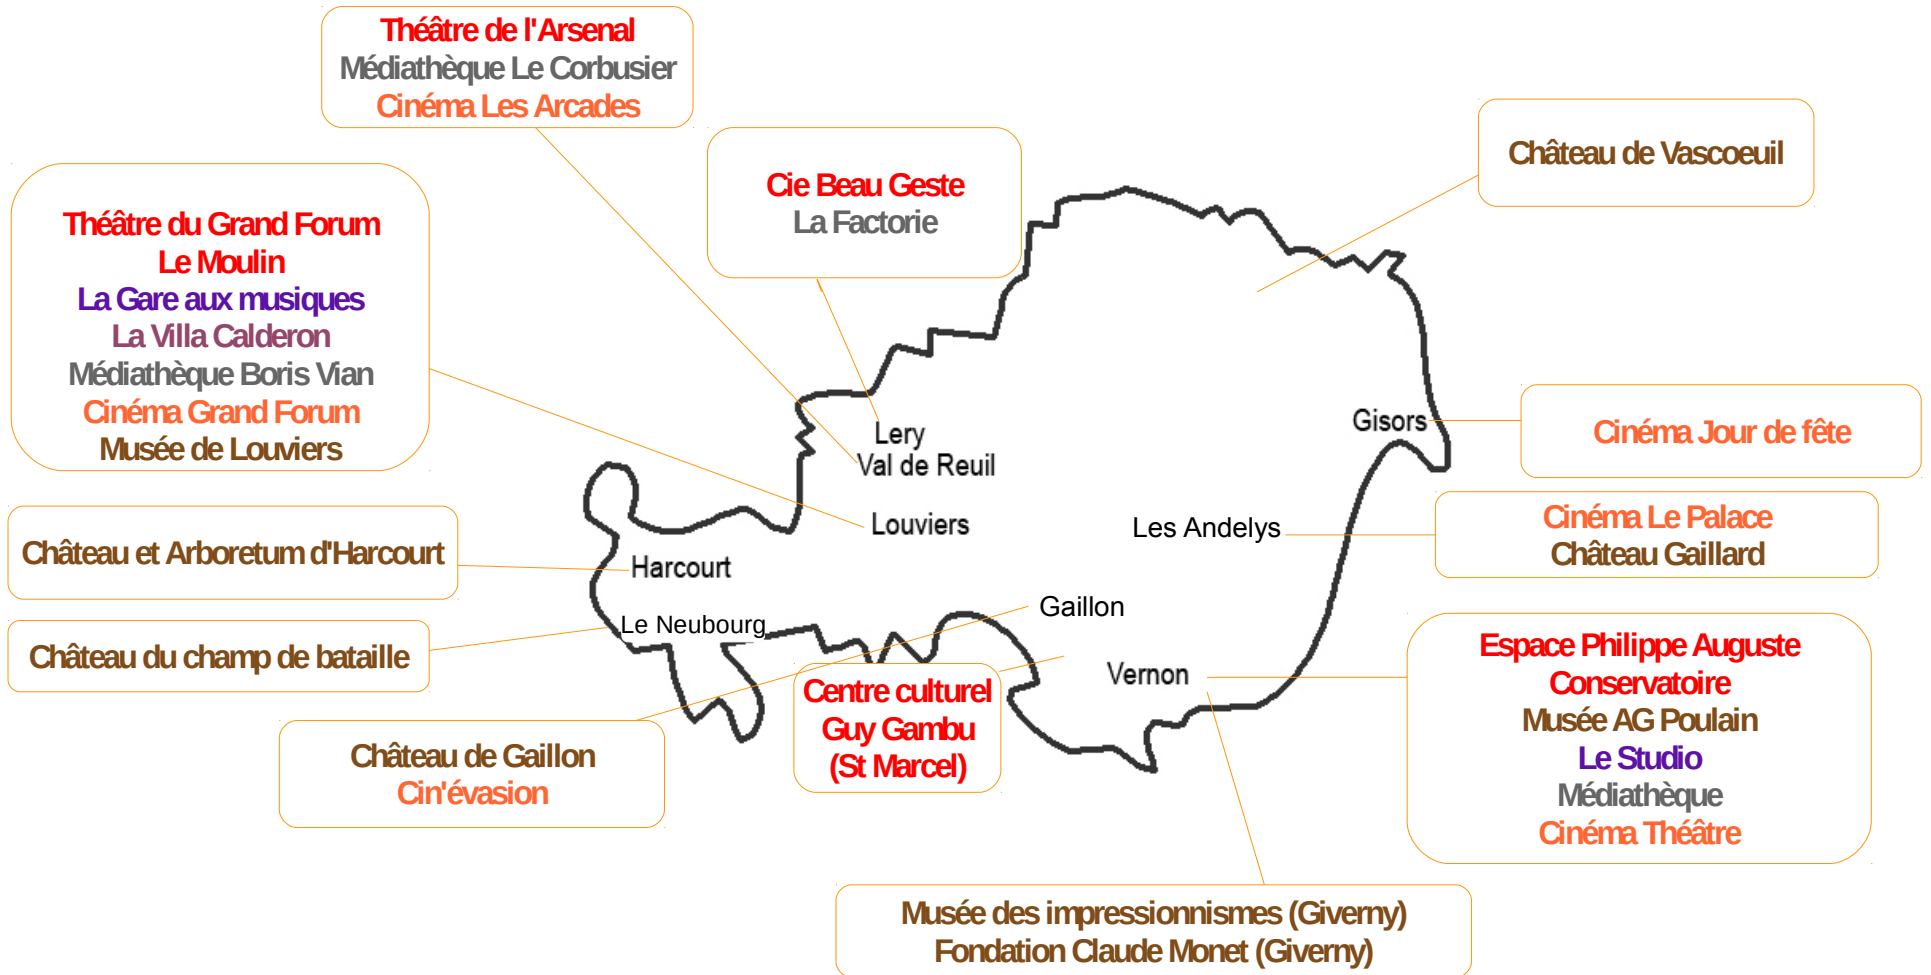 Théâtre de l'Arsenal
Médiathèque Le Corbusier
Cinéma Les Arcades
Château de Vascoeuil
Cie Beau Geste
La Factorie
Théâtre du Grand Forum
Le Moulin
La Gare aux musiques
La Villa Calderon
Médiathèque Boris Vian
Cinéma Grand Forum
Musée de Louviers
Lery
Val de Reuil
Gisors
Cinéma Jour de fête
Louviers
Les Andelys
Cinéma Le Palace
Château Gaillard
Château et Arboretum d'Harcourt
Harcourt
Gaillon
Le Neubourg
Château du champ de bataille
Vernon
Espace Philippe Auguste
Conservatoire
Musée AG Poulain
Le Studio
Médiathèque
Cinéma Théâtre
Centre culturel
Guy Gambu
(St Marcel)
Château de Gaillon
Cin'évasion
Musée des impressionnismes (Giverny)
Fondation Claude Monet (Giverny)